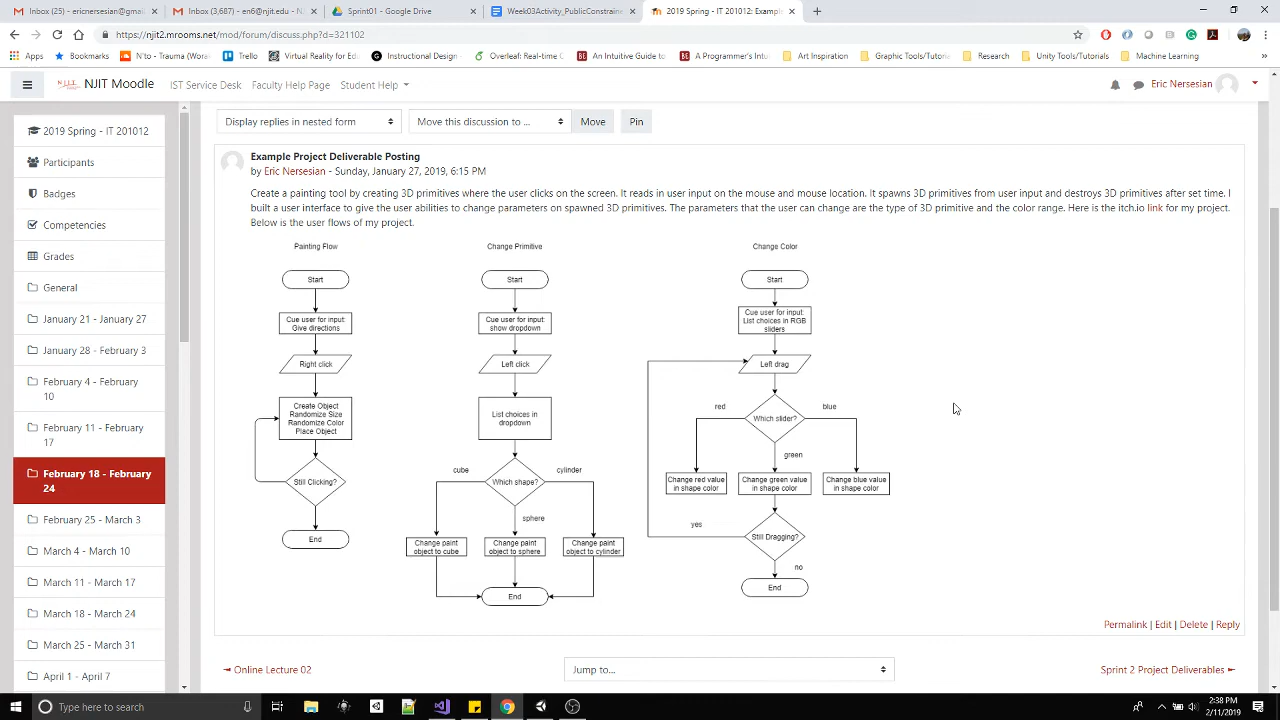 Inbox (25) - ericnersesian@gmai
Inbox (3,687) - en6@njit.edu - N
Sprint01 - Google Drive
Week03Activity_PublicConstraine
2019 Spring - IT 201012: Exampl
https://njit2.mrooms.net/mod/forum/discuss.php?d=321102
Apps
Bookmarks
N'to - Trauma (Worac
Trello
Instructional Design -
Overleaf: Real-time C
An Intuitive Guide to
A Programmer's Intu
Art Inspiration
Graphic Tools/Tutori
Research
Unity Tools/Tutorials
Machine Learning
NJIT
NJIT Moodle
IST Service Desk
Faculty Help Page
Student Help
Eric Nersesian
2019 Spring - IT 201012
Participants
Badges
Competencies
Grades
General
January 21 - January 27
January 28 - February 3
February 4 - February
10
February 11 - February
17
February 18 - February
24
February 25 - March 3
March 4 - March 10
March 11 - March 17
March 18 - March 24
March 25 - March 31
April 1 - April 7
Display replies in nested form
Move this discussion to ...
Move
Pin
Example Project Deliverable Posting
by Eric Nersesian - Sunday, January 27, 2019, 6:15 PM
Create a painting tool by creating 3D primitives where the user clicks on the screen. It reads in user input on the mouse and mouse location. It spawns 3D primitives from user input and destroys 3D primitives after set time. I
built a user interface to give the user abilities to change parameters on spawned 3D primitives. The parameters that the user can change are the type of 3D primitive and the color range. Here is the itch.io link for my project.
Below is the user flows of my project.
Painting Flow
Start
Cue user for input:
Give directions
Right click
Create Object
Randomize Size
Randomize Color
Place Object
Still Clicking?
End
Change Primitive
Start
Cue user for input:
show dropdown
Left click
List choices in
dropdown
cube
cylinder
Which shape?
sphere
Change paint
object to cube
Change paint
object to sphere
Change paint
object to cylinder
End
Change Color
Start
Cue user for input:
List choices in RGB
sliders
Left drag
red
blue
Which slider?
green
Change red value
in shape color
Change green value
in shape color
Change blue value
in shape color
yes
Still Dragging?
no
End
Permalink | Edit | Delete | Reply
◄ Online Lecture 02
Jump to...
Sprint 2 Project Deliverables ►
Type here to search
2:38 PM
2/11/2019